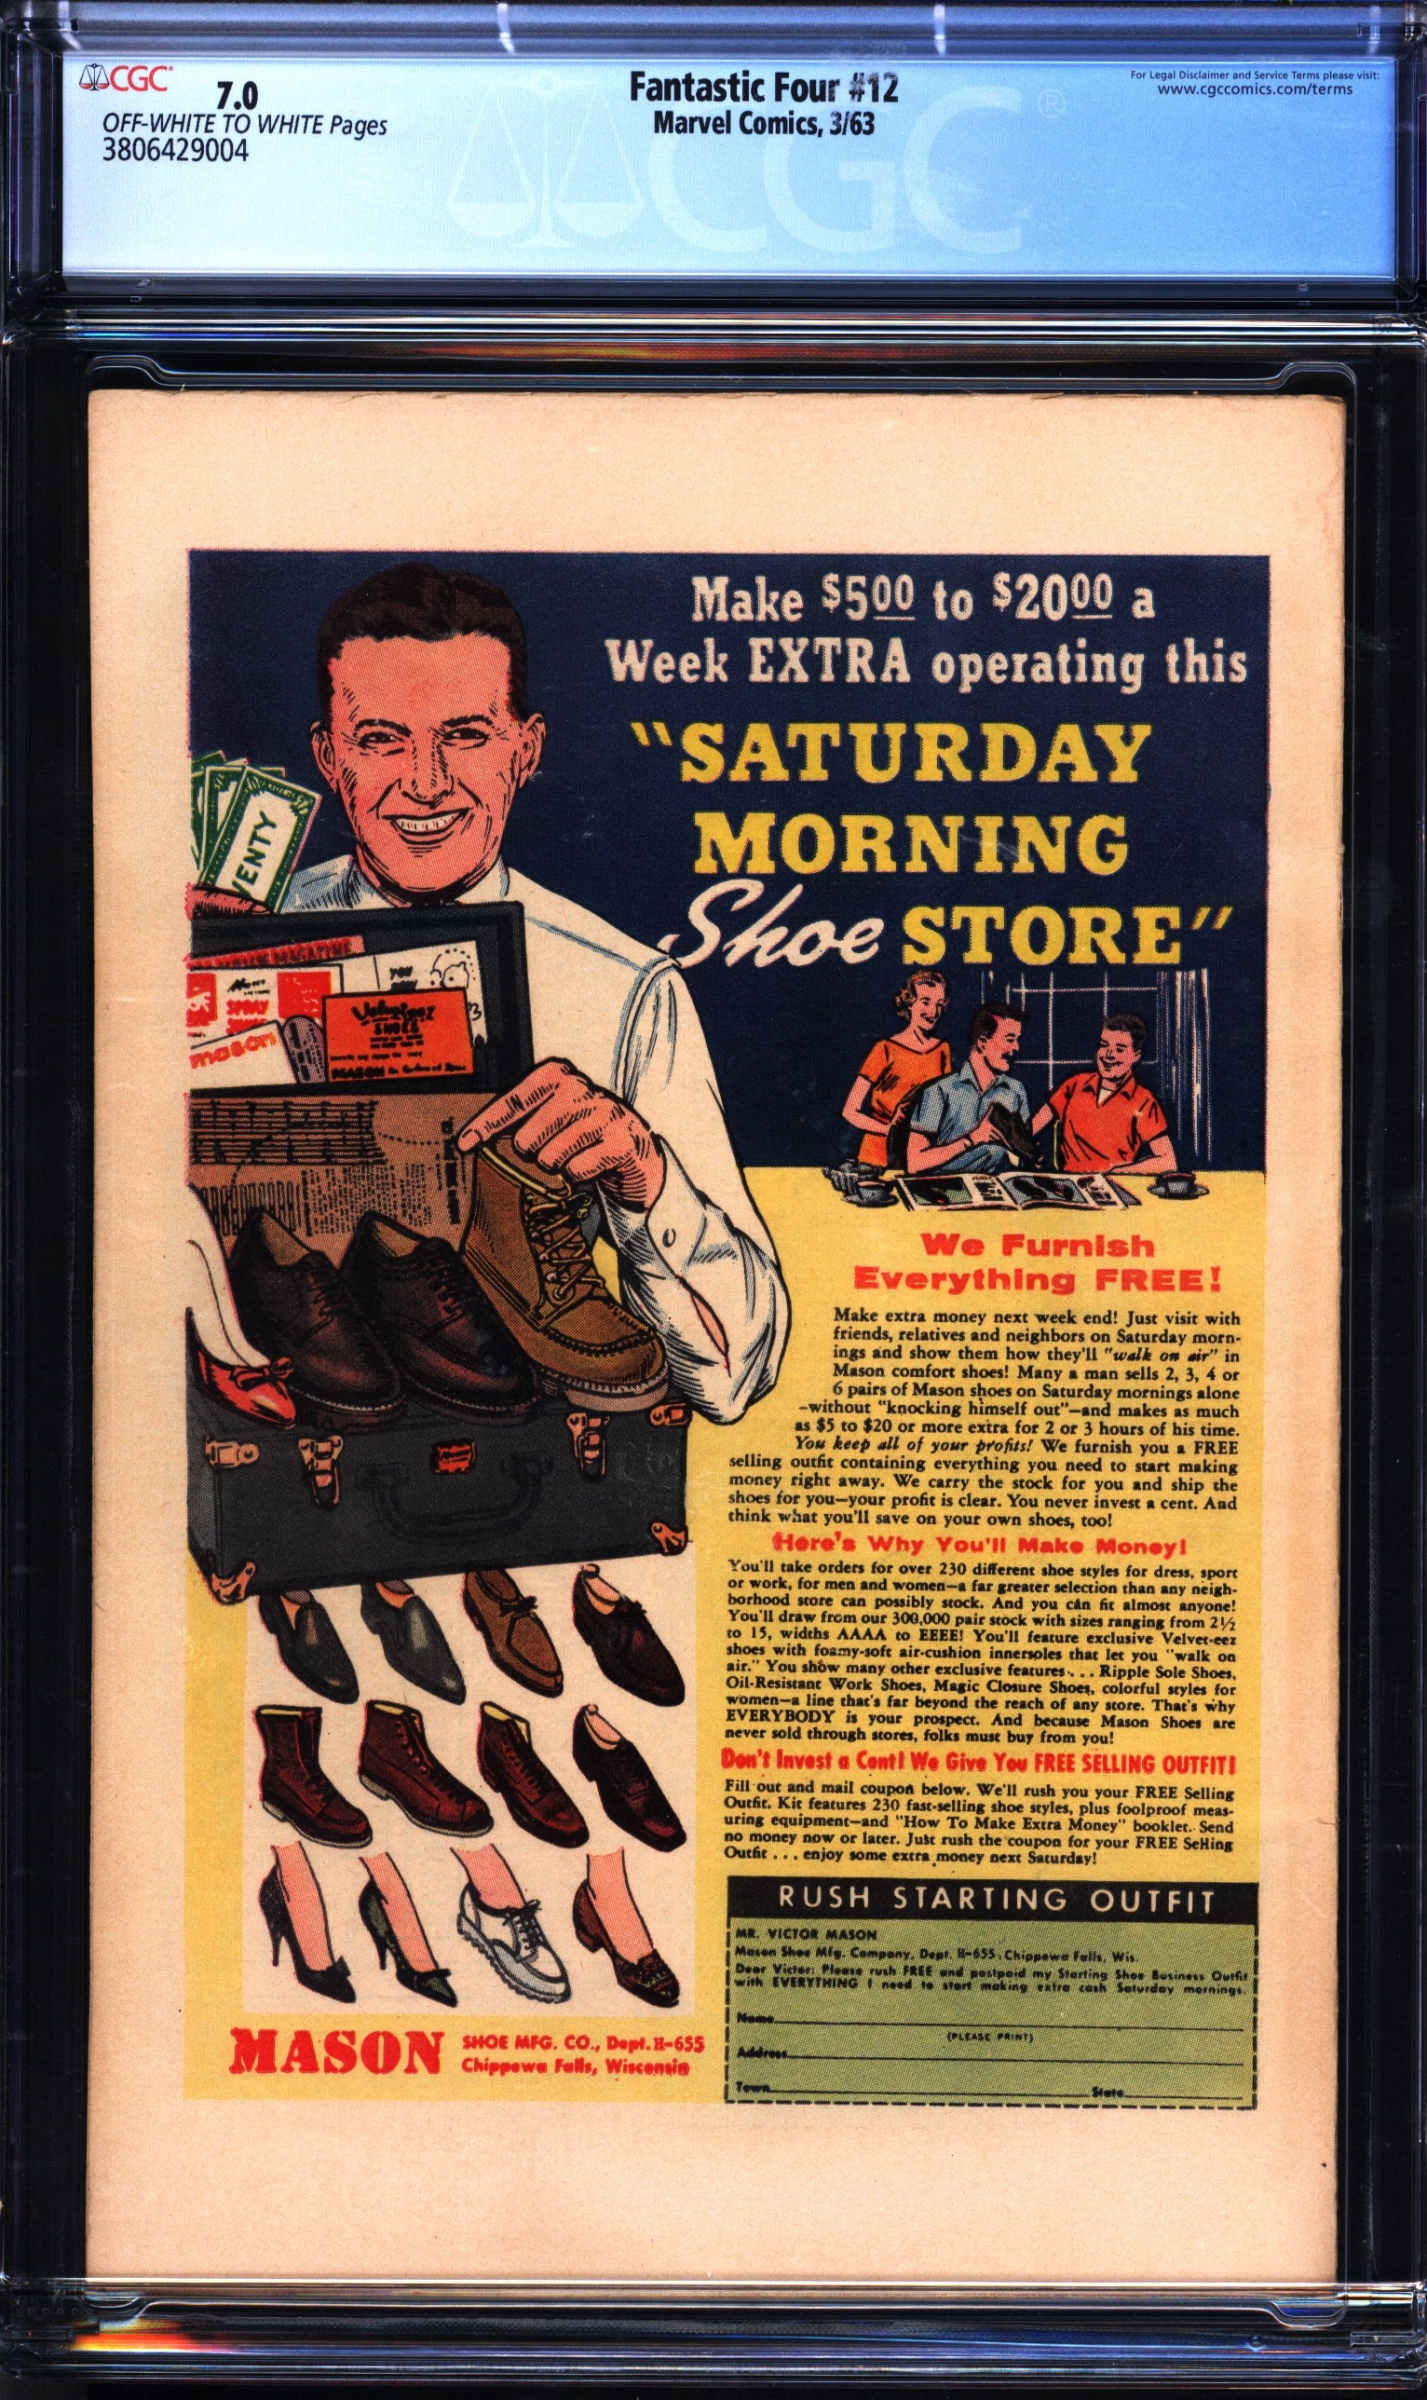 CGC
7.0
OFF-WHITE TO WHITE Pages
3806429004
Fantastic Four #12
Marvel Comics, 3/63
For Legal Disclaimer and Service Terms please visit:
www.cgccomics.com/terms
CGC®
Make $500 to $2000 a
Week EXTRA operating this
"SATURDAY
MORNING
Shoe STORE"
VENTY
MAGAZINE
YOU
mason
SHOES
MASON
We Furnish
Everything FREE!
Make extra money next week end! Just visit with
friends, relatives and neighbors on Saturday morn-
ings and show them how they'll "walk on air" in
Mason comfort shoes! Many a man sells 2, 3, 4 or
6 pairs of Mason shoes on Saturday mornings alone
-without "knocking himself out"—and makes as much
as $5 to $20 or more extra for 2 or 3 hours of his time.
You keep all of your profits! We furnish you a FREE
selling outfit containing everything you need to start making
money right away. We carry the stock for you and ship the
shoes for you—your profit is clear. You never invest a cent. And
think what you'll save on your own shoes, too!
Here's Why You'll Make Money!
You'll take orders for over 230 different shoe styles for dress, sport
or work, for men and women—a far greater selection than any neigh-
borhood store can possibly stock. And you can fit almost anyone!
You'll draw from our 300,000 pair stock with sizes ranging from 2½
to 15, widths AAAA to EEEE! You'll feature exclusive Velvet-eez
shoes with foamy-soft air-cushion innersoles that let you "walk on
air." You show many other exclusive features . . . Ripple Sole Shoes,
Oil-Resistant Work Shoes, Magic Closure Shoes, colorful styles for
women—a line that's far beyond the reach of any store. That's why
EVERYBODY is your prospect. And because Mason Shoes are
never sold through stores, folks must buy from you!
Don't Invest a Cent! We Give You FREE SELLING OUTFIT!
Fill out and mail coupon below. We'll rush you your FREE Selling
Outfit. Kit features 230 fast-selling shoe styles, plus foolproof meas-
uring equipment—and "How To Make Extra Money" booklet. Send
no money now or later. Just rush the coupon for your FREE Selling
Outfit . . . enjoy some extra money next Saturday!
RUSH STARTING OUTFIT
MR. VICTOR MASON
Mason Shoe Mfg. Company, Dept. H-655, Chippewa Falls, Wis.
Dear Victor: Please rush FREE and postpaid my Starting Shoe Business Outfit
with EVERYTHING I need to start making extra cash Saturday mornings.
Name
(PLEASE PRINT)
Address
Town State
MASON SHOE MFG. CO., Dept. H-655
Chippewa Falls, Wisconsin